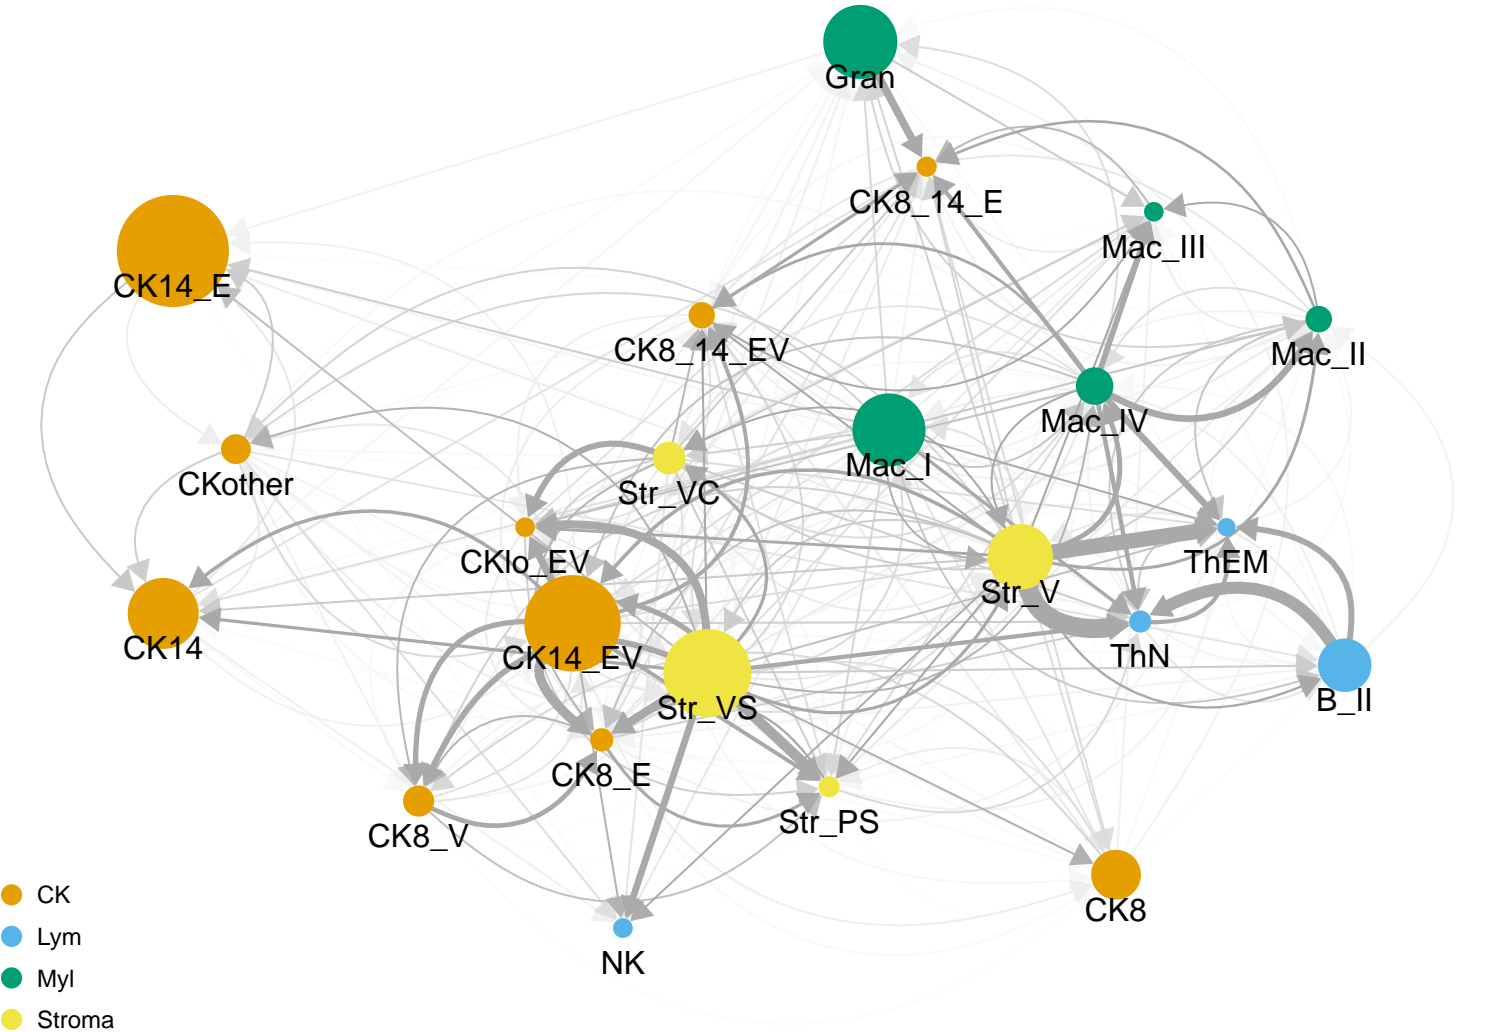 Gran
CK8_14_E
Mac_III
CK14_E
CK8_14_EV
Mac_II
Mac_IV
Mac_I
CKother
Str_VC
CKlo_EV
ThEM
Str_V
CK14
CK14_EV
ThN
Str_VS
B_II
CK8_E
Str_PS
CK8_V
CK8
NK
CK
Lym
Myl
Stroma